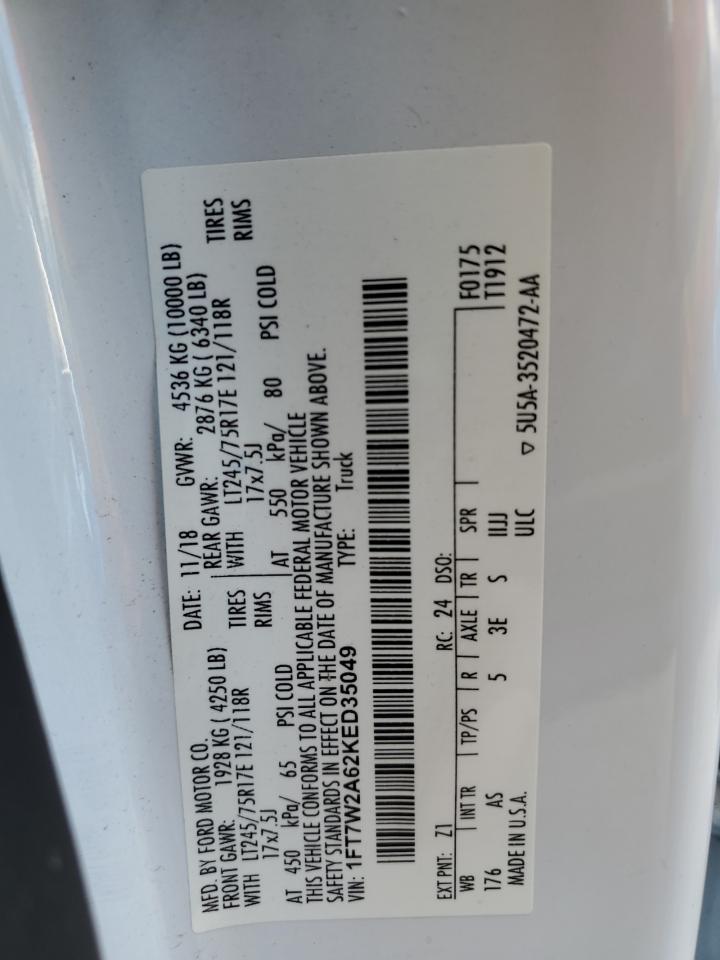 MFD. BY FORD MOTOR CO.
DATE: 11/18 GVWR: 4536 KG (10000 LB)
FRONT GAWR: 1928 KG ( 4250 LB) REAR GAWR: 2876 KG ( 6340 LB)
WITH LT245/75R17E 121/118R TIRES WITH LT245/75R17E 121/118R TIRES
17x7.5J RIMS 17x7.5J RIMS
AT 450 kPa/ 65 PSI COLD AT 550 kPa/ 80 PSI COLD
THIS VEHICLE CONFORMS TO ALL APPLICABLE FEDERAL MOTOR VEHICLE
SAFETY STANDARDS IN EFFECT ON THE DATE OF MANUFACTURE SHOWN ABOVE.
VIN: 1FT7W2A62KED35049 TYPE: Truck
EXT PNT: Z1 RC: 24 DSO: F0175
WB INT TR TP/PS R AXLE TR SPR T1912
176 AS 5 3E S IIJJ
MADE IN U.S.A. ULC ▽ 5U5A-3520472-AA